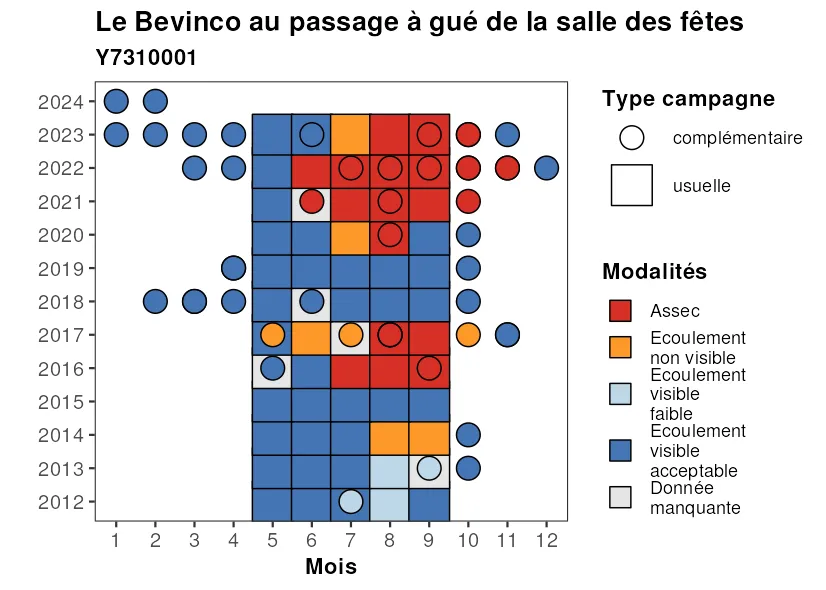 Le Bevinco au passage à gué de la salle des fêtes
Y7310001
2024
2023
2022
2021
2020
2019
2018
2017
2016
2015
2014
2013
2012
1 2 3 4 5 6 7 8 9 10 11 12
Mois
Type campagne
complémentaire
usuelle
Modalités
Assec
Ecoulement
non visible
Ecoulement
visible
faible
Ecoulement
visible
acceptable
Donnée
manquante